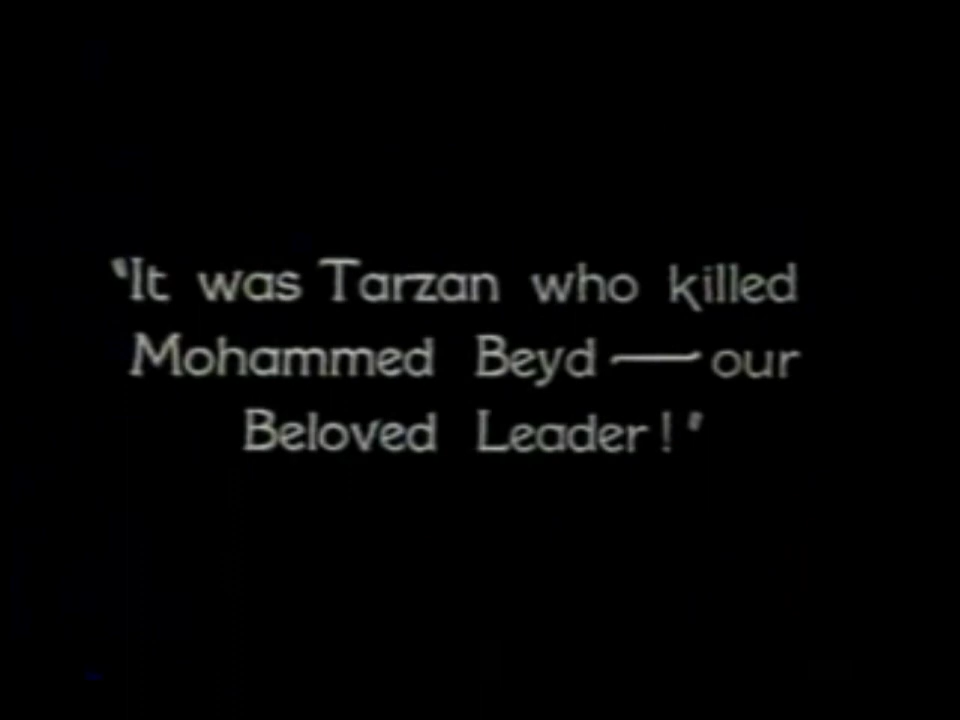 "It was Tarzan who killed
Mohammed Beyd — our
Beloved Leader!"